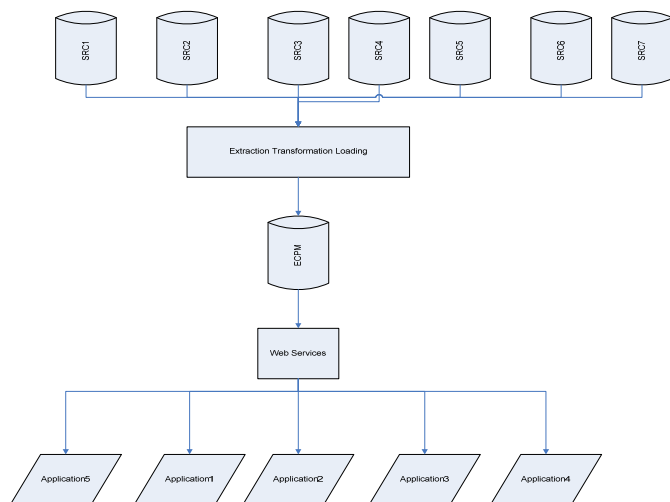 SRC1
SRC2
SRC3
SRC4
SRC5
SRC6
SRC7
Extraction Transformation Loading
ECPM
Web Services
Application5
Application1
Application2
Application3
Application4